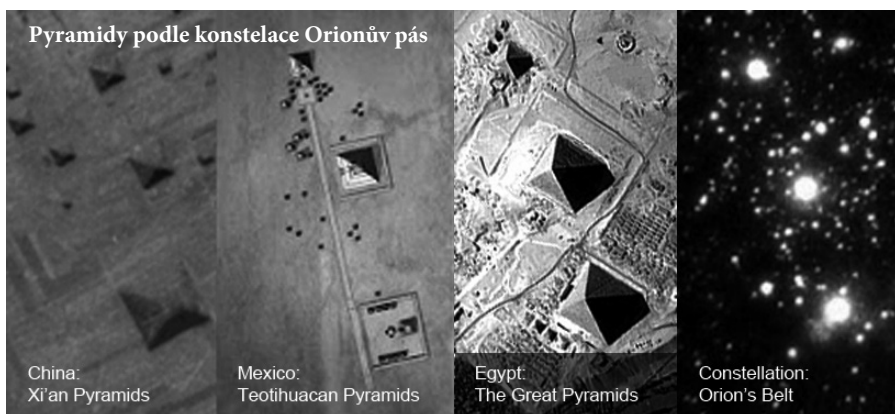 Pyramidy podle konstelace Orionův pás
China:
Xi'an Pyramids
Mexico:
Teotihuacan Pyramids
Egypt:
The Great Pyramids
Constellation:
Orion's Belt